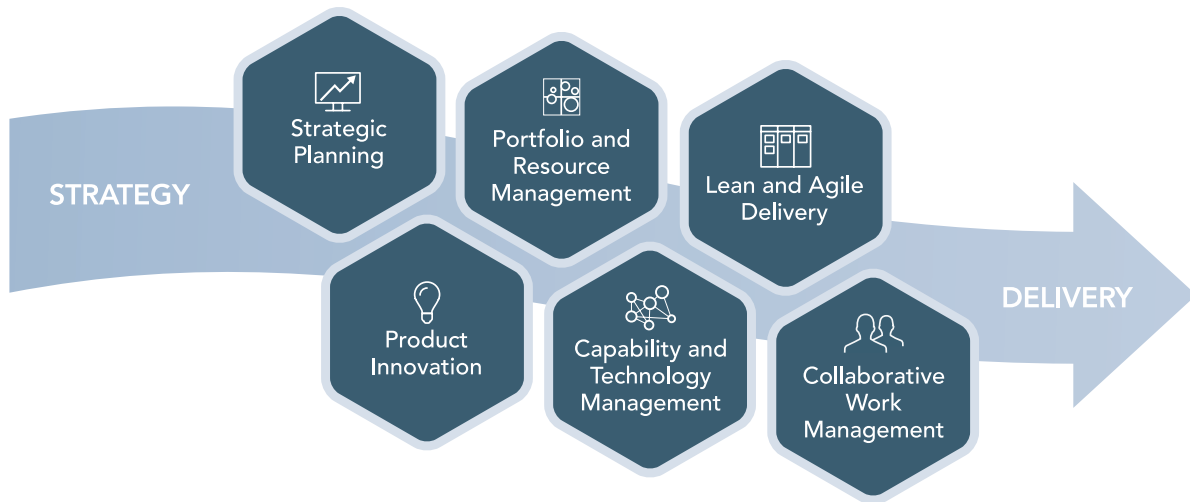 STRATEGY
Strategic
Planning
Portfolio and
Resource
Management
Lean and Agile
Delivery
Product
Innovation
Capability and
Technology
Management
Collaborative
Work
Management
DELIVERY